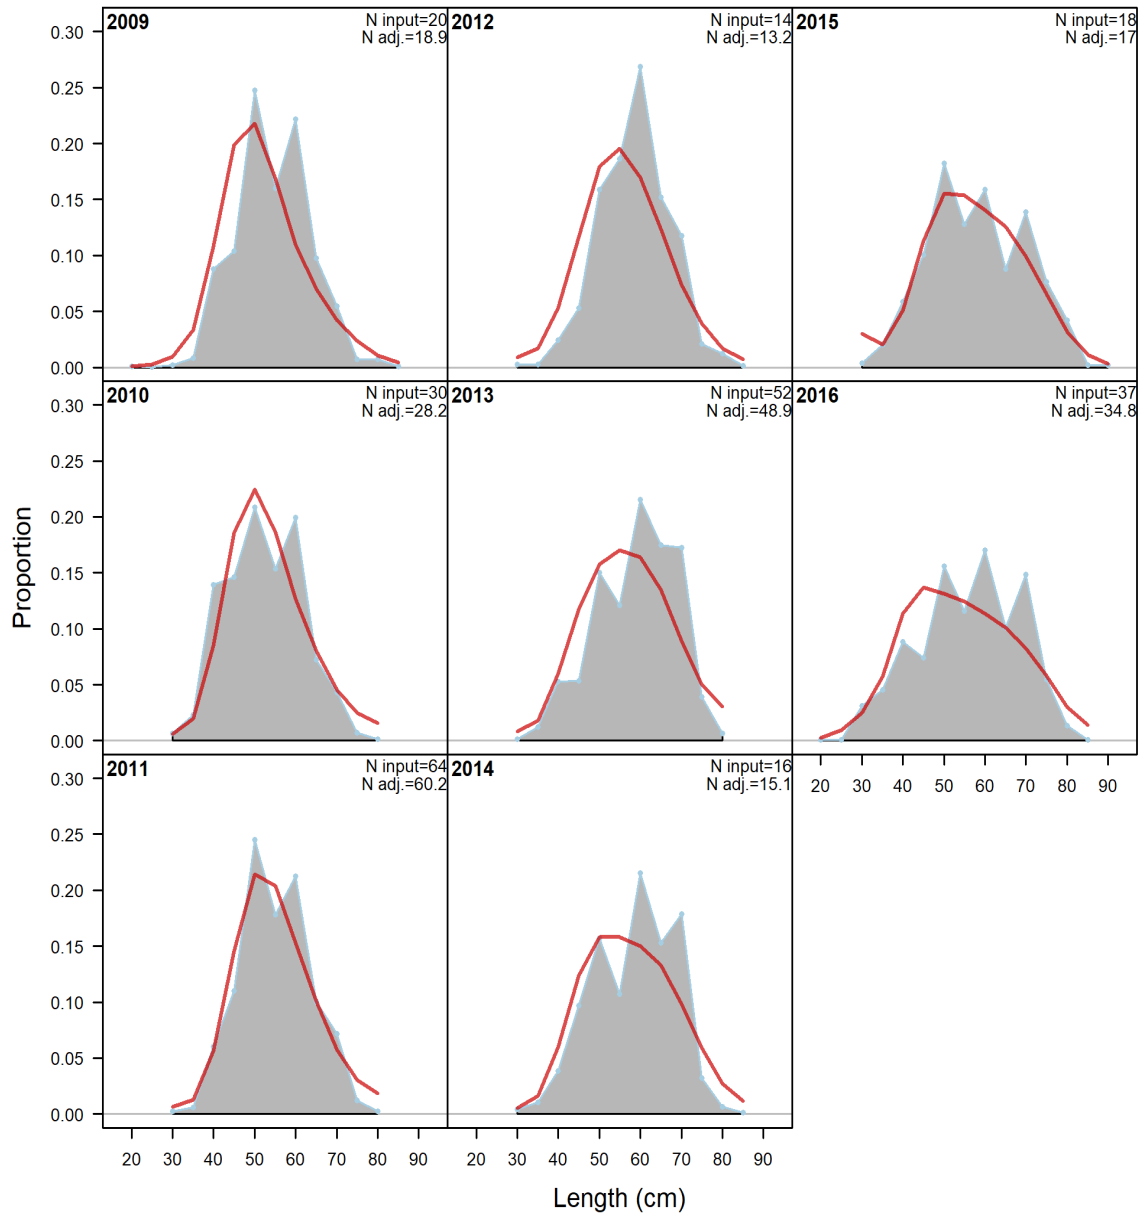 2009
N input=20
N adj.=18.9
2012
N input=14
N adj.=13.2
2015
N input=18
N adj.=17
0.30
0.25
0.20
0.15
0.10
0.05
0.00
2010
N input=30
N adj.=28.2
2013
N input=52
N adj.=48.9
2016
N input=37
N adj.=34.8
0.30
0.25
0.20
0.15
0.10
0.05
0.00
20 30 40 50 60 70 80 90
2011
N input=64
N adj.=60.2
2014
N input=16
N adj.=15.1
0.30
0.25
0.20
0.15
0.10
0.05
0.00
20 30 40 50 60 70 80 90
20 30 40 50 60 70 80 90
Proportion
Length (cm)